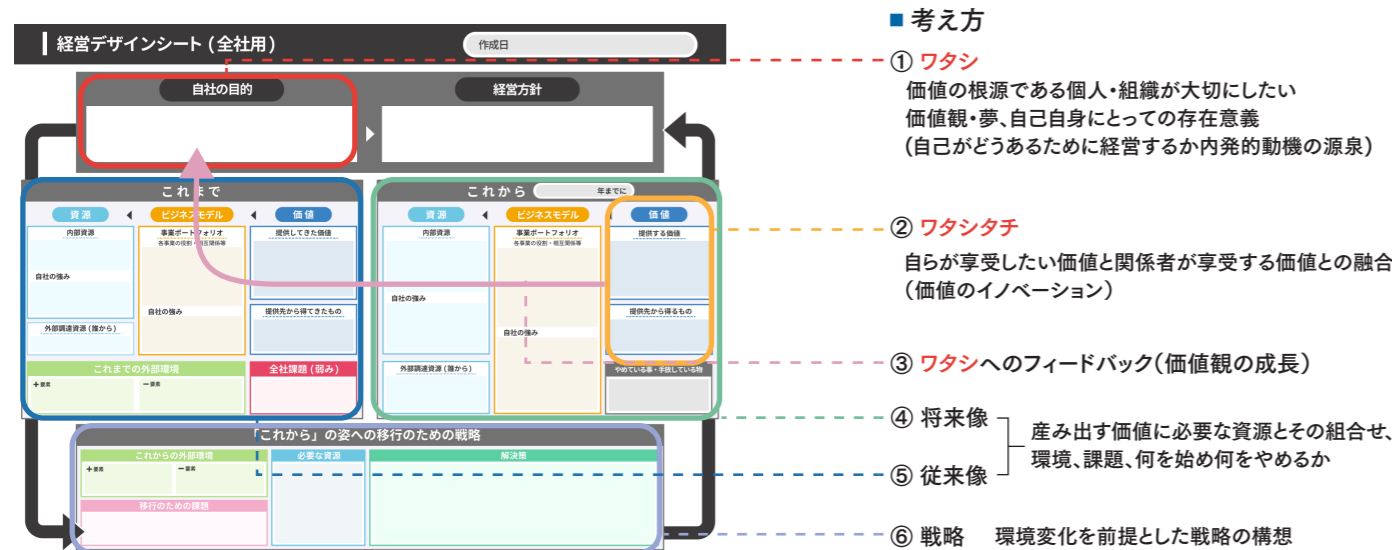 経営デザインシート (全社用)
作成日
自社の目的
経営方針
これまで
資源
ビジネスモデル
価値
内部資源
事業ポートフォリオ
各事業の役割・相互関係等
提供してきた価値
自社の強み
自社の強み
提供先から得てきたもの
外部調達資源 (誰から)
これまでの外部環境
＋要素
ー要素
全社課題 (弱み)
これから
年までに
資源
ビジネスモデル
価値
内部資源
事業ポートフォリオ
各事業の役割・相互関係等
提供する価値
自社の強み
提供先から得るもの
自社の強み
外部調達資源 (誰から)
やめている事・手放している物
「これから」の姿への移行のための戦略
これからの外部環境
＋要素
ー要素
必要な資源
解決策
移行のための課題
■ 考え方
① ワタシ
価値の根源である個人・組織が大切にしたい
価値観・夢、自己自身にとっての存在意義
(自己がどうあるために経営するか内発的動機の源泉)
② ワタシタチ
自らが享受したい価値と関係者が享受する価値との融合
(価値のイノベーション)
③ ワタシへのフィードバック(価値観の成長)
④ 将来像
⑤ 従来像
産み出す価値に必要な資源とその組合せ、
環境、課題、何を始め何をやめるか
⑥ 戦略 環境変化を前提とした戦略の構想